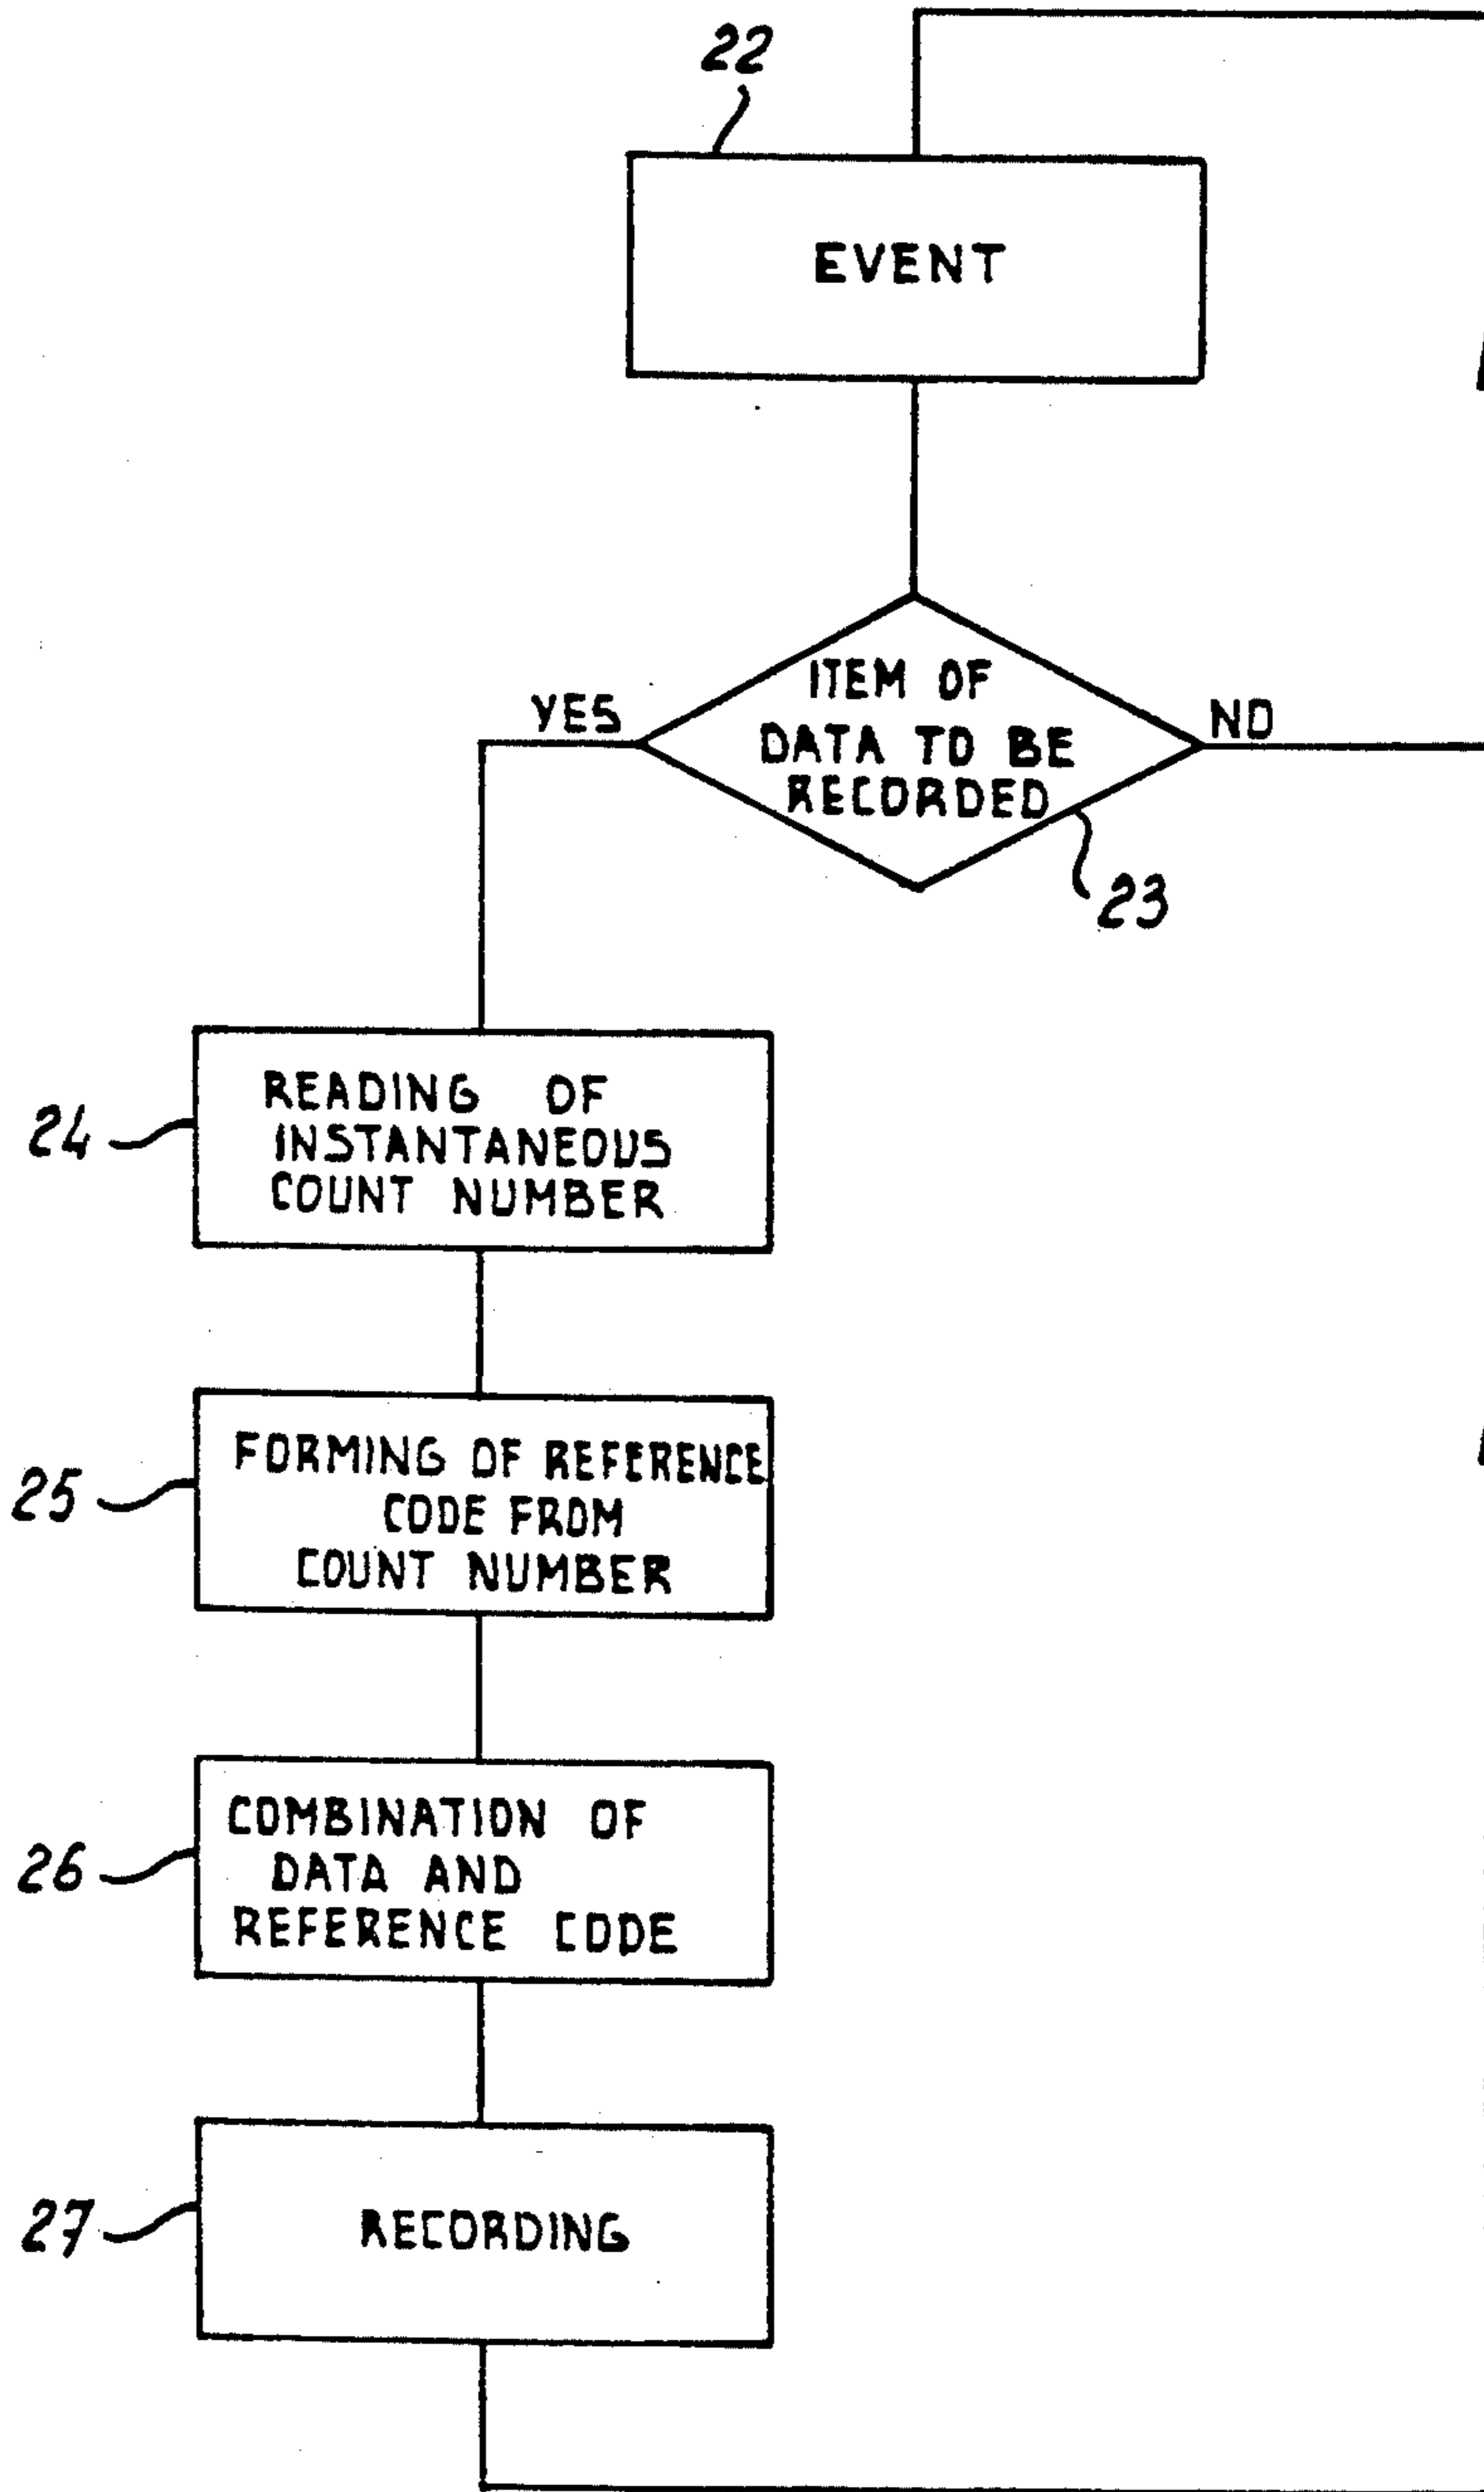 22
EVENT
ITEM OF
DATA TO BE
RECORDED
YES
NO
23
24
READING OF
INSTANTANEOUS
COUNT NUMBER
25
FORMING OF REFERENCE
CODE FROM
COUNT NUMBER
26
COMBINATION OF
DATA AND
REFERENCE CODE
27
RECORDING